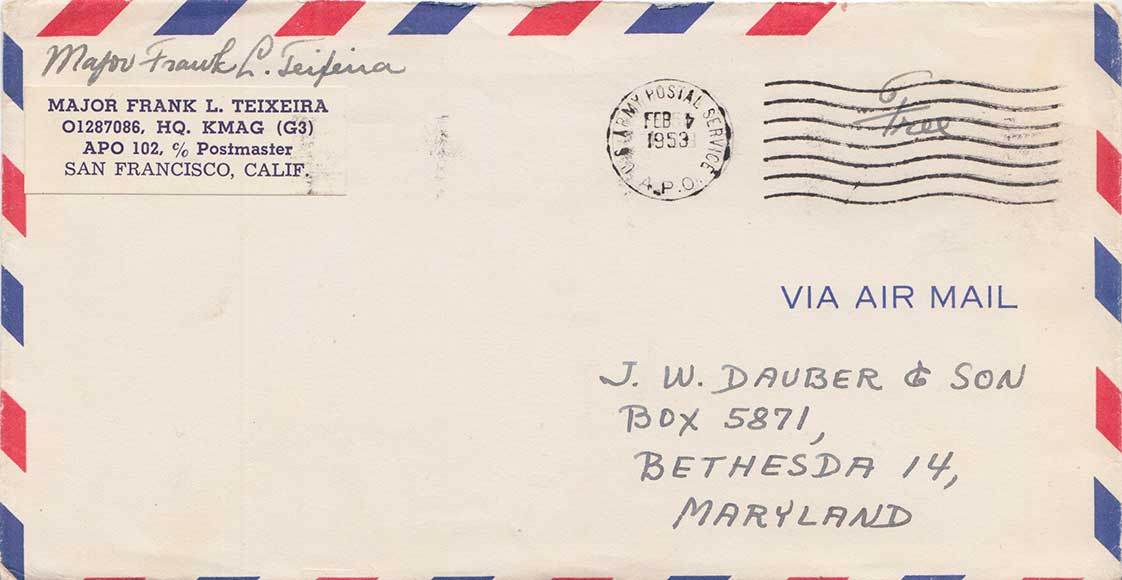 Major Frank L. Teixeira
MAJOR FRANK L. TEIXEIRA
O1287086, HQ. KMAG (G3)
APO 102, c/o Postmaster
SAN FRANCISCO, CALIF.
U.S. ARMY POSTAL SERVICE
FEB
1953
A.P.O.
Free
VIA AIR MAIL
J. W. DAUBER & SON
BOX 5871,
BETHESDA 14,
MARYLAND